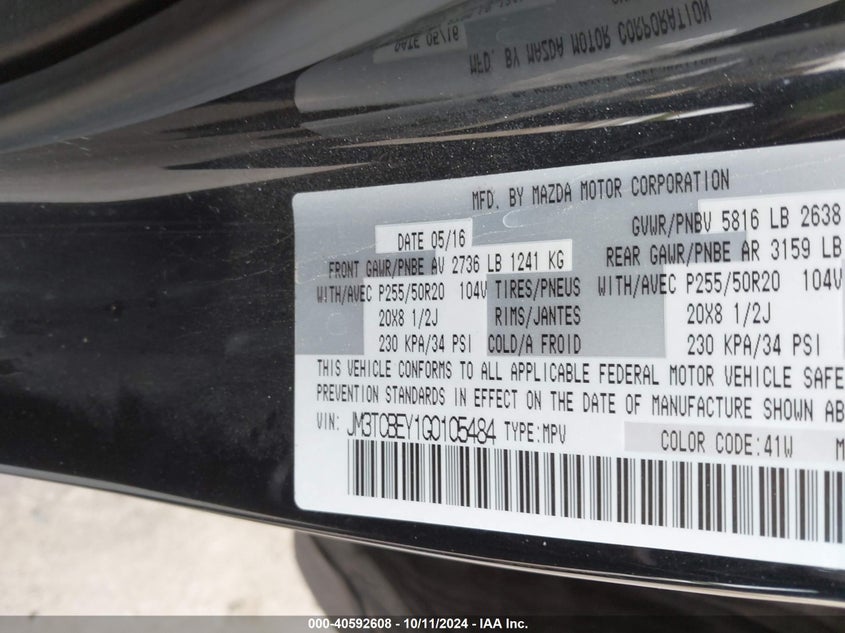 MFD. BY MAZDA MOTOR CORPORATION
DATE 05/16
GVWR/PNBV 5816 LB 2638
FRONT GAWR/PNBE AV 2736 LB 1241 KG
REAR GAWR/PNBE AR 3159 LB
WITH/AVEC P255/50R20 104V TIRES/PNEUS WITH/AVEC P255/50R20 104V
20X8 1/2J RIMS/JANTES 20X8 1/2J
230 KPA/34 PSI COLD/A FROID 230 KPA/34 PSI
THIS VEHICLE CONFORMS TO ALL APPLICABLE FEDERAL MOTOR VEHICLE SAFE
PREVENTION STANDARDS IN EFFECT ON THE DATE OF MANUFACTURE SHOWN AB
VIN: JM3TCBEY1G0105484 TYPE:MPV
COLOR CODE:41W
000-40592608 - 10/11/2024 - IAA Inc.